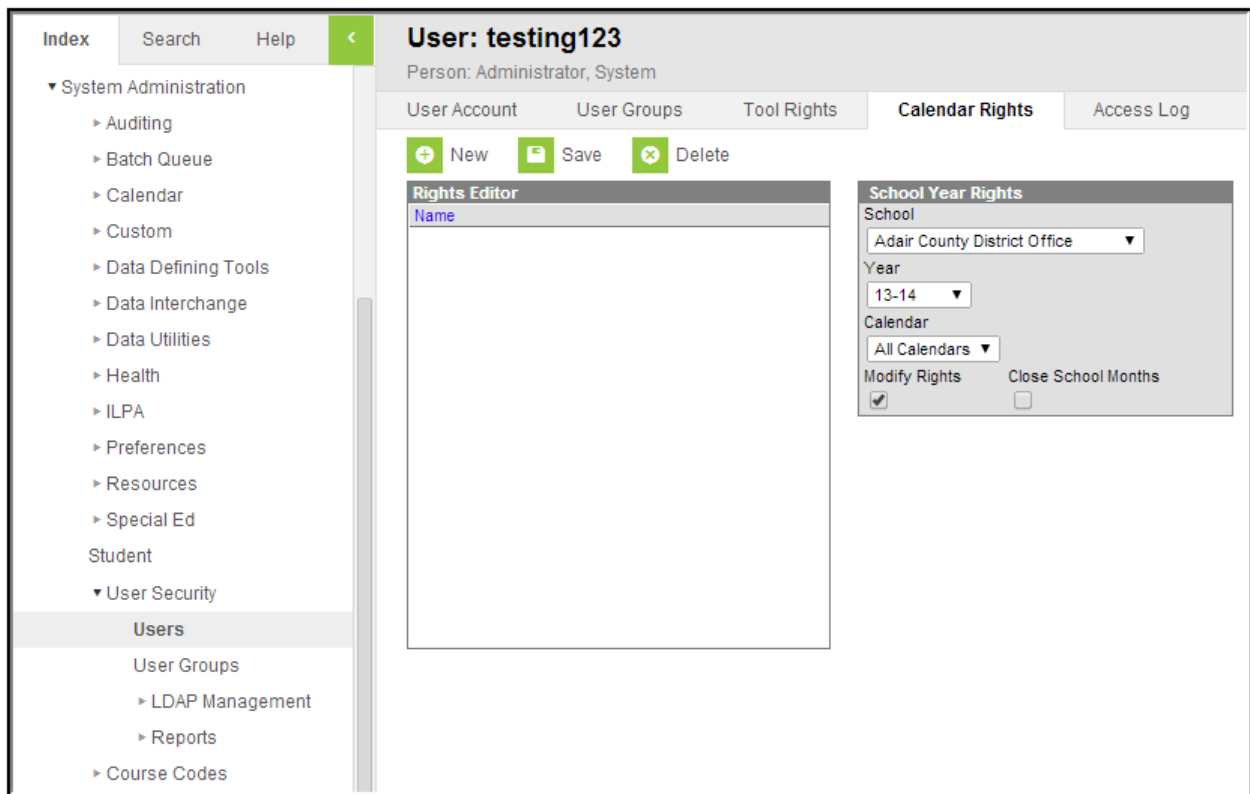 Index Search Help
System Administration
Auditing
Batch Queue
Calendar
Custom
Data Defining Tools
Data Interchange
Data Utilities
Health
ILPA
Preferences
Resources
Special Ed
Student
User Security
Users
User Groups
LDAP Management
Reports
Course Codes
User: testing123
Person: Administrator, System
User Account User Groups Tool Rights Calendar Rights Access Log
New Save Delete
Rights Editor
Name
School Year Rights
School
Adair County District Office
Year
13-14
Calendar
All Calendars
Modify Rights Close School Months